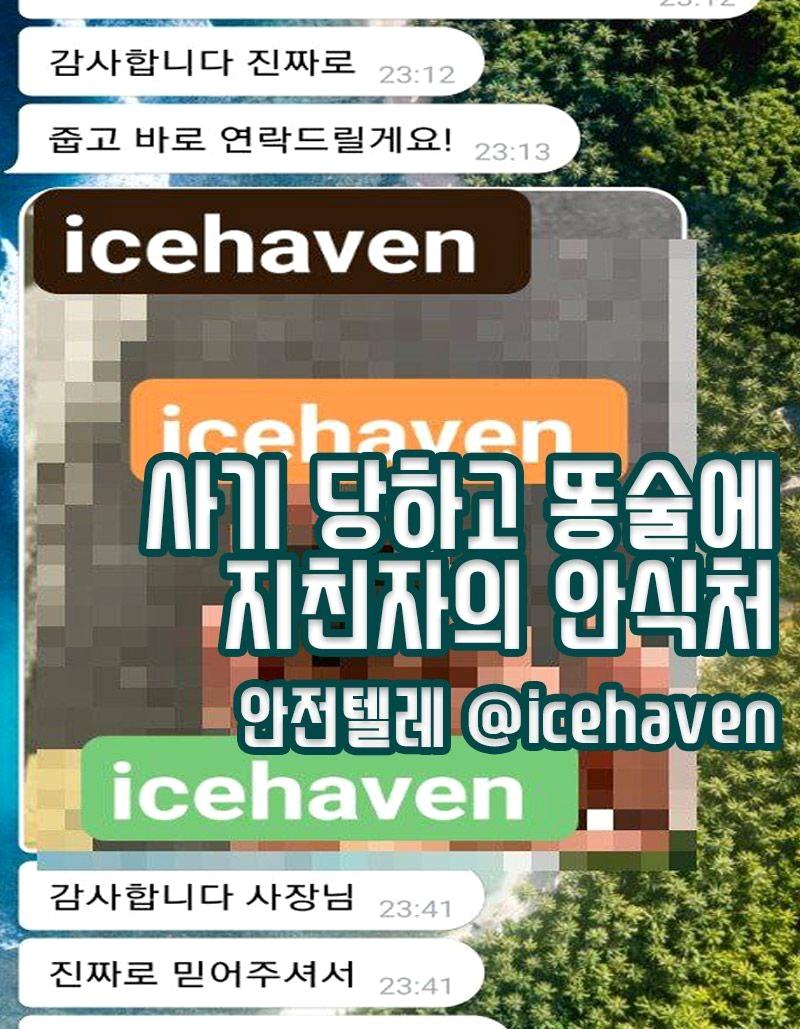 감사합니다 진짜로 23:12
줍고 바로 연락드릴게요! 23:13
icehaven
icehaven
사기 당하고 똥술에
지친자의 안식처
안전텔레 @icehaven
icehaven
감사합니다 사장님 23:41
진짜로 믿어주셔서 23:41